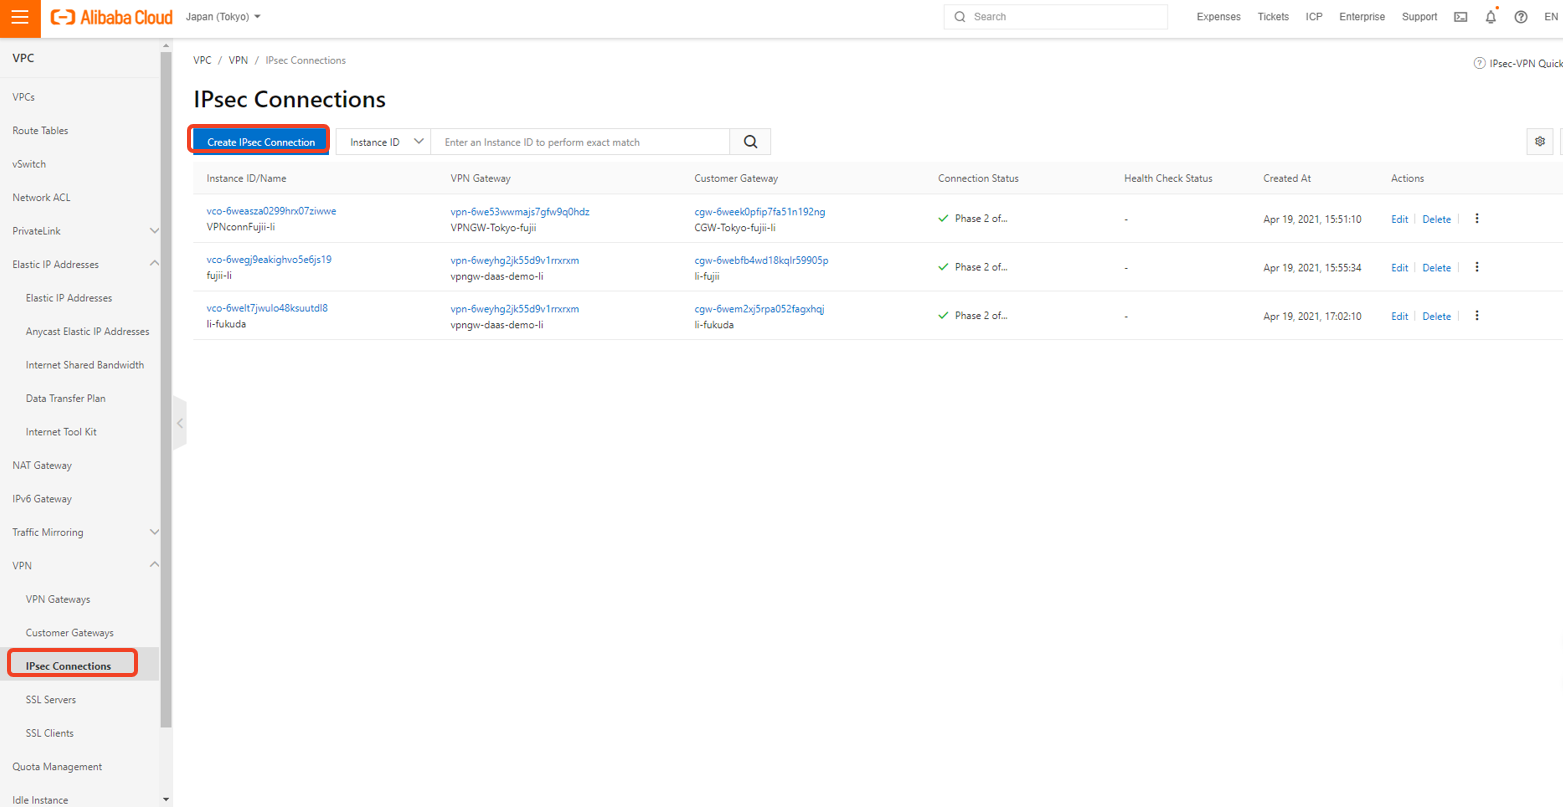 Alibaba Cloud
Japan (Tokyo)
Search
Expenses
Tickets
ICP
Enterprise
Support
EN
VPC
VPCs
Route Tables
vSwitch
Network ACL
PrivateLink
Elastic IP Addresses
Elastic IP Addresses
Anycast Elastic IP Addresses
Internet Shared Bandwidth
Data Transfer Plan
Internet Tool Kit
NAT Gateway
IPv6 Gateway
Traffic Mirroring
VPN
VPN Gateways
Customer Gateways
IPsec Connections
SSL Servers
SSL Clients
Quota Management
Idle Instance
VPC / VPN / IPsec Connections
IPsec-VPN Quick
IPsec Connections
Create IPsec Connection
Instance ID
Enter an Instance ID to perform exact match
Instance ID/Name VPN Gateway Customer Gateway Connection Status Health Check Status Created At Actions
vco-6weasza0299hrx07ziwwe vpn-6we53wwmajs7gfw9q0hdz cgw-6week0pfip7fa51n192ng Phase 2 of... - Apr 19, 2021, 15:51:10 Edit Delete
VPNconnFujii-li VPNGW-Tokyo-fujii CGW-Tokyo-fujii-li
vco-6wegj9eakighvo5e6js19 vpn-6weyhg2jk55d9v1rrxrxm cgw-6webfb4wd18kqlr59905p Phase 2 of... - Apr 19, 2021, 15:55:34 Edit Delete
fujii-li vpngw-daas-demo-li li-fujii
vco-6welt7jwulo48ksuutdl8 vpn-6weyhg2jk55d9v1rrxrxm cgw-6wem2xj5rpa052fagxhqj Phase 2 of... - Apr 19, 2021, 17:02:10 Edit Delete
li-fukuda vpngw-daas-demo-li li-fukuda